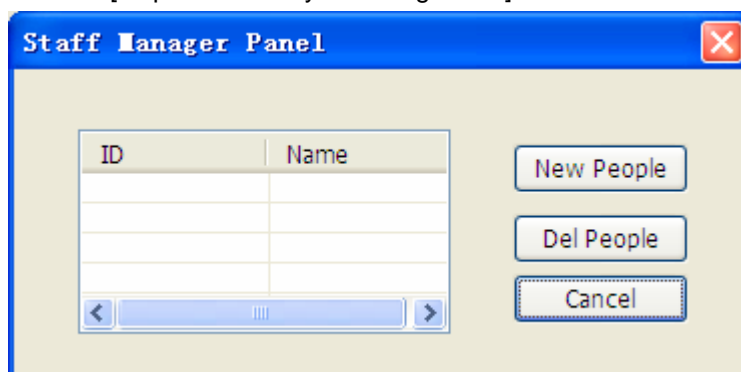 Staff Manager Panel
ID Name
New People
Del People
Cancel